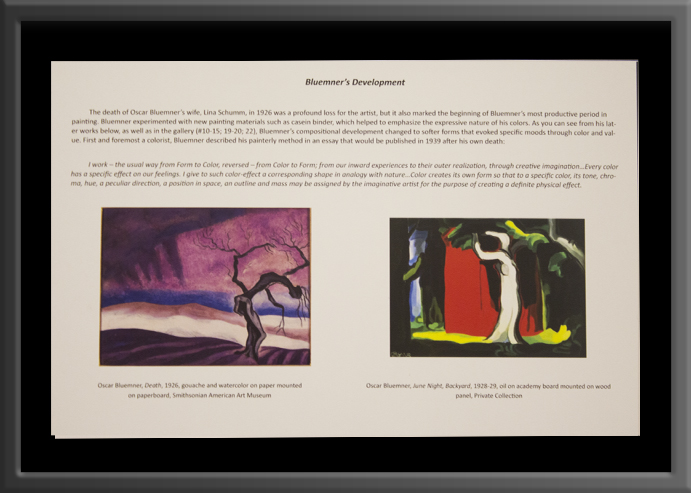 Bluemner's Development
The death of Oscar Bluemner's wife, Lina Schumm, in 1926 was a profound loss for the artist, but it also marked the beginning of Bluemner's most productive period in
painting. Bluemner experimented with new painting materials such as casein binder, which helped to emphasize the expressive nature of his colors. As you can see from his lat-
er works below, as well as in the gallery (#10-15; 19-20; 22), Bluemner's compositional development changed to softer forms that evoked specific moods through color and val-
ue. First and foremost a colorist, Bluemner described his painterly method in an essay that would be published in 1939 after his own death:
I work – the usual way from Form to Color, reversed – from Color to Form; from our inward experiences to their outer realization, through creative imagination...Every color
has a specific effect on our feelings. I give to such color-effect a corresponding shape in analogy with nature...Color creates its own form so that to a specific color, its tone, chro-
ma, hue, a peculiar direction, a position in space, an outline and mass may be assigned by the imaginative artist for the purpose of creating a definite physical effect.
Oscar Bluemner, Death, 1926, gouache and watercolor on paper mounted
on paperboard, Smithsonian American Art Museum
Oscar Bluemner, June Night, Backyard, 1928-29, oil on academy board mounted on wood
panel, Private Collection